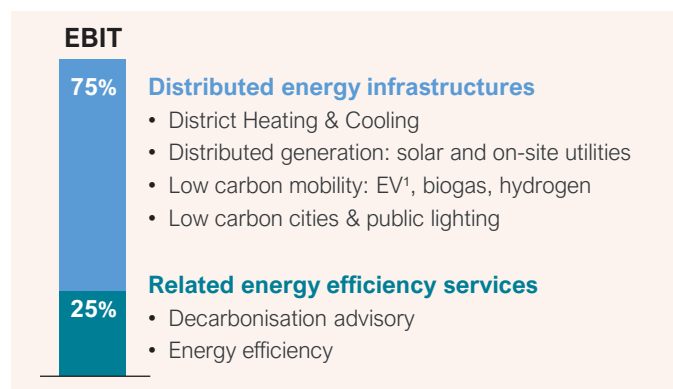 EBIT
75%
Distributed energy infrastructures
• District Heating & Cooling
• Distributed generation: solar and on-site utilities
• Low carbon mobility: EV¹, biogas, hydrogen
• Low carbon cities & public lighting
Related energy efficiency services
25%
• Decarbonisation advisory
• Energy efficiency